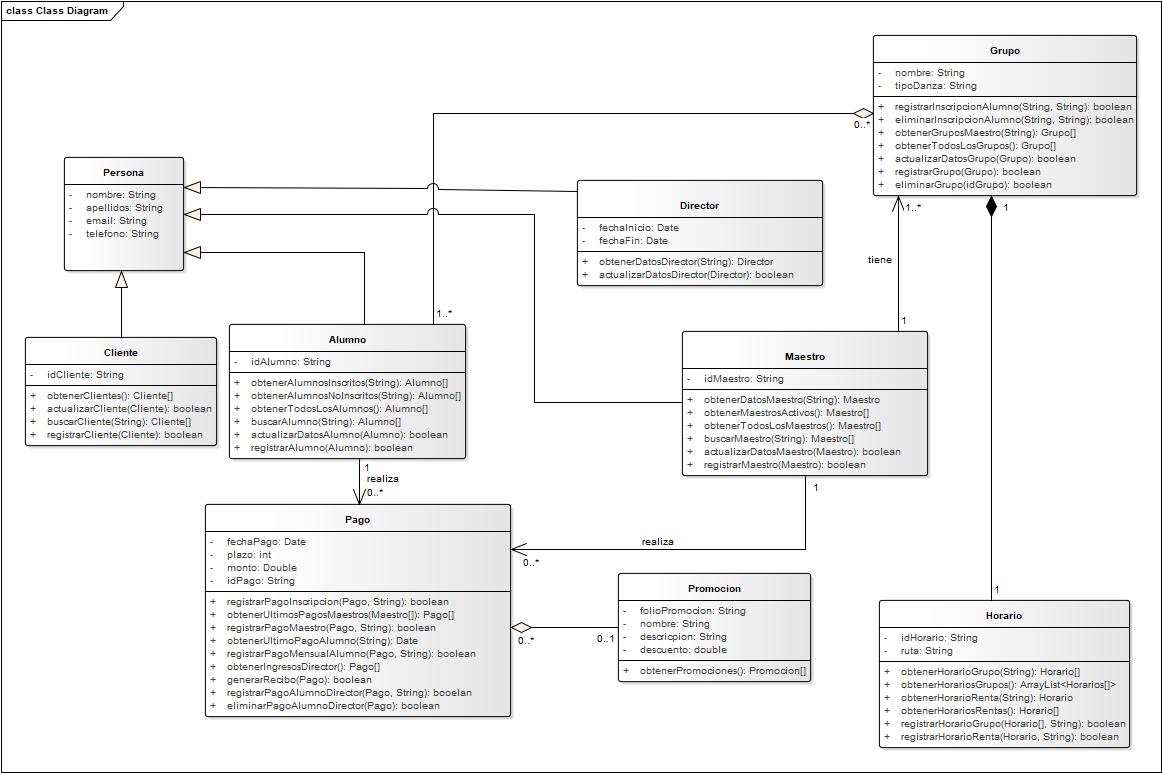 class Class Diagram
Grupo
- nombre: String
- tipoDanza: String
+ registrarInscripcionAlumno(String, String): boolean
+ eliminarInscripcionAlumno(String, String): boolean
+ obtenerGruposMaestro(String): Grupo[]
+ obtenerTodosLosGrupos(): Grupo[]
+ actualizarDatosGrupo(Grupo): boolean
+ registrarGrupo(Grupo): boolean
+ eliminarGrupo(idGrupo): boolean
0..*
1..*
1
Persona
- nombre: String
- apellidos: String
- email: String
- telefono: String
Director
- fechaInicio: Date
- fechaFin: Date
+ obtenerDatosDirector(String): Director
+ actualizarDatosDirector(Director): boolean
tiene
1..*
1
Cliente
- idCliente: String
+ obtenerClientes(): Cliente[]
+ actualizarCliente(Cliente): boolean
+ buscarCliente(String): Cliente[]
+ registrarCliente(Cliente): boolean
Alumno
- idAlumno: String
+ obtenerAlumnosInscritos(String): Alumno[]
+ obtenerAlumnosNoInscritos(String): Alumno[]
+ obtenerTodosLosAlumnos(): Alumno[]
+ buscarAlumno(String): Alumno[]
+ actualizarDatosAlumno(Alumno): boolean
+ registrarAlumno(Alumno): boolean
Maestro
- idMaestro: String
+ obtenerDatosMaestro(String): Maestro
+ obtenerMaestrosActivos(): Maestro[]
+ obtenerTodosLosMaestros(): Maestro[]
+ buscarMaestro(String): Maestro[]
+ actualizarDatosMaestro(Maestro): boolean
+ registrarMaestro(Maestro): boolean
1
realiza
0..*
1
realiza
0..*
Pago
- fechaPago: Date
- plazo: int
- monto: Double
- idPago: String
+ registrarPagoInscripcion(Pago, String): boolean
+ obtenerUltimosPagosMaestros(Maestro[]): Pago[]
+ registrarPagoMaestro(Pago, String): boolean
+ obtenerUltimoPagoAlumno(String): Date
+ registrarPagoMensualAlumno(Pago, String): boolean
+ obtenerIngresosDirector(): Pago[]
+ generarRecibo(Pago): boolean
+ registrarPagoAlumnoDirector(Pago, String): booelan
+ eliminarPagoAlumnoDirector(Pago): boolean
0..*
0..1
Promocion
- folioPromocion: String
- nombre: String
- descricpion: String
- descuento: double
+ obtenerPromociones(): Promocion[]
1
Horario
- idHorario: String
- ruta: String
+ obtenerHorarioGrupo(String): Horario[]
+ obtenerHorariosGrupos(): ArrayList<Horarios[]>
+ obtenerHorarioRenta(String): Horario
+ obtenerHorariosRentas(): Horario[]
+ registrarHorarioGrupo(Horario[], String): boolean
+ registrarHorarioRenta(Horario, String): boolean